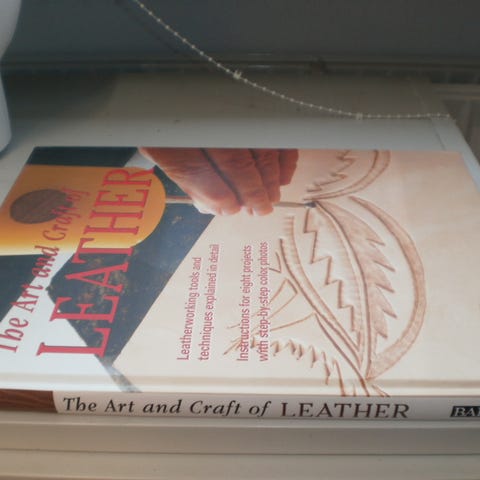 The Art and Craft of
LEATHER
Leatherworking tools and
techniques explained in detail
Instructions for eight projects
with step-by-step color photos
The Art and Craft of LEATHER